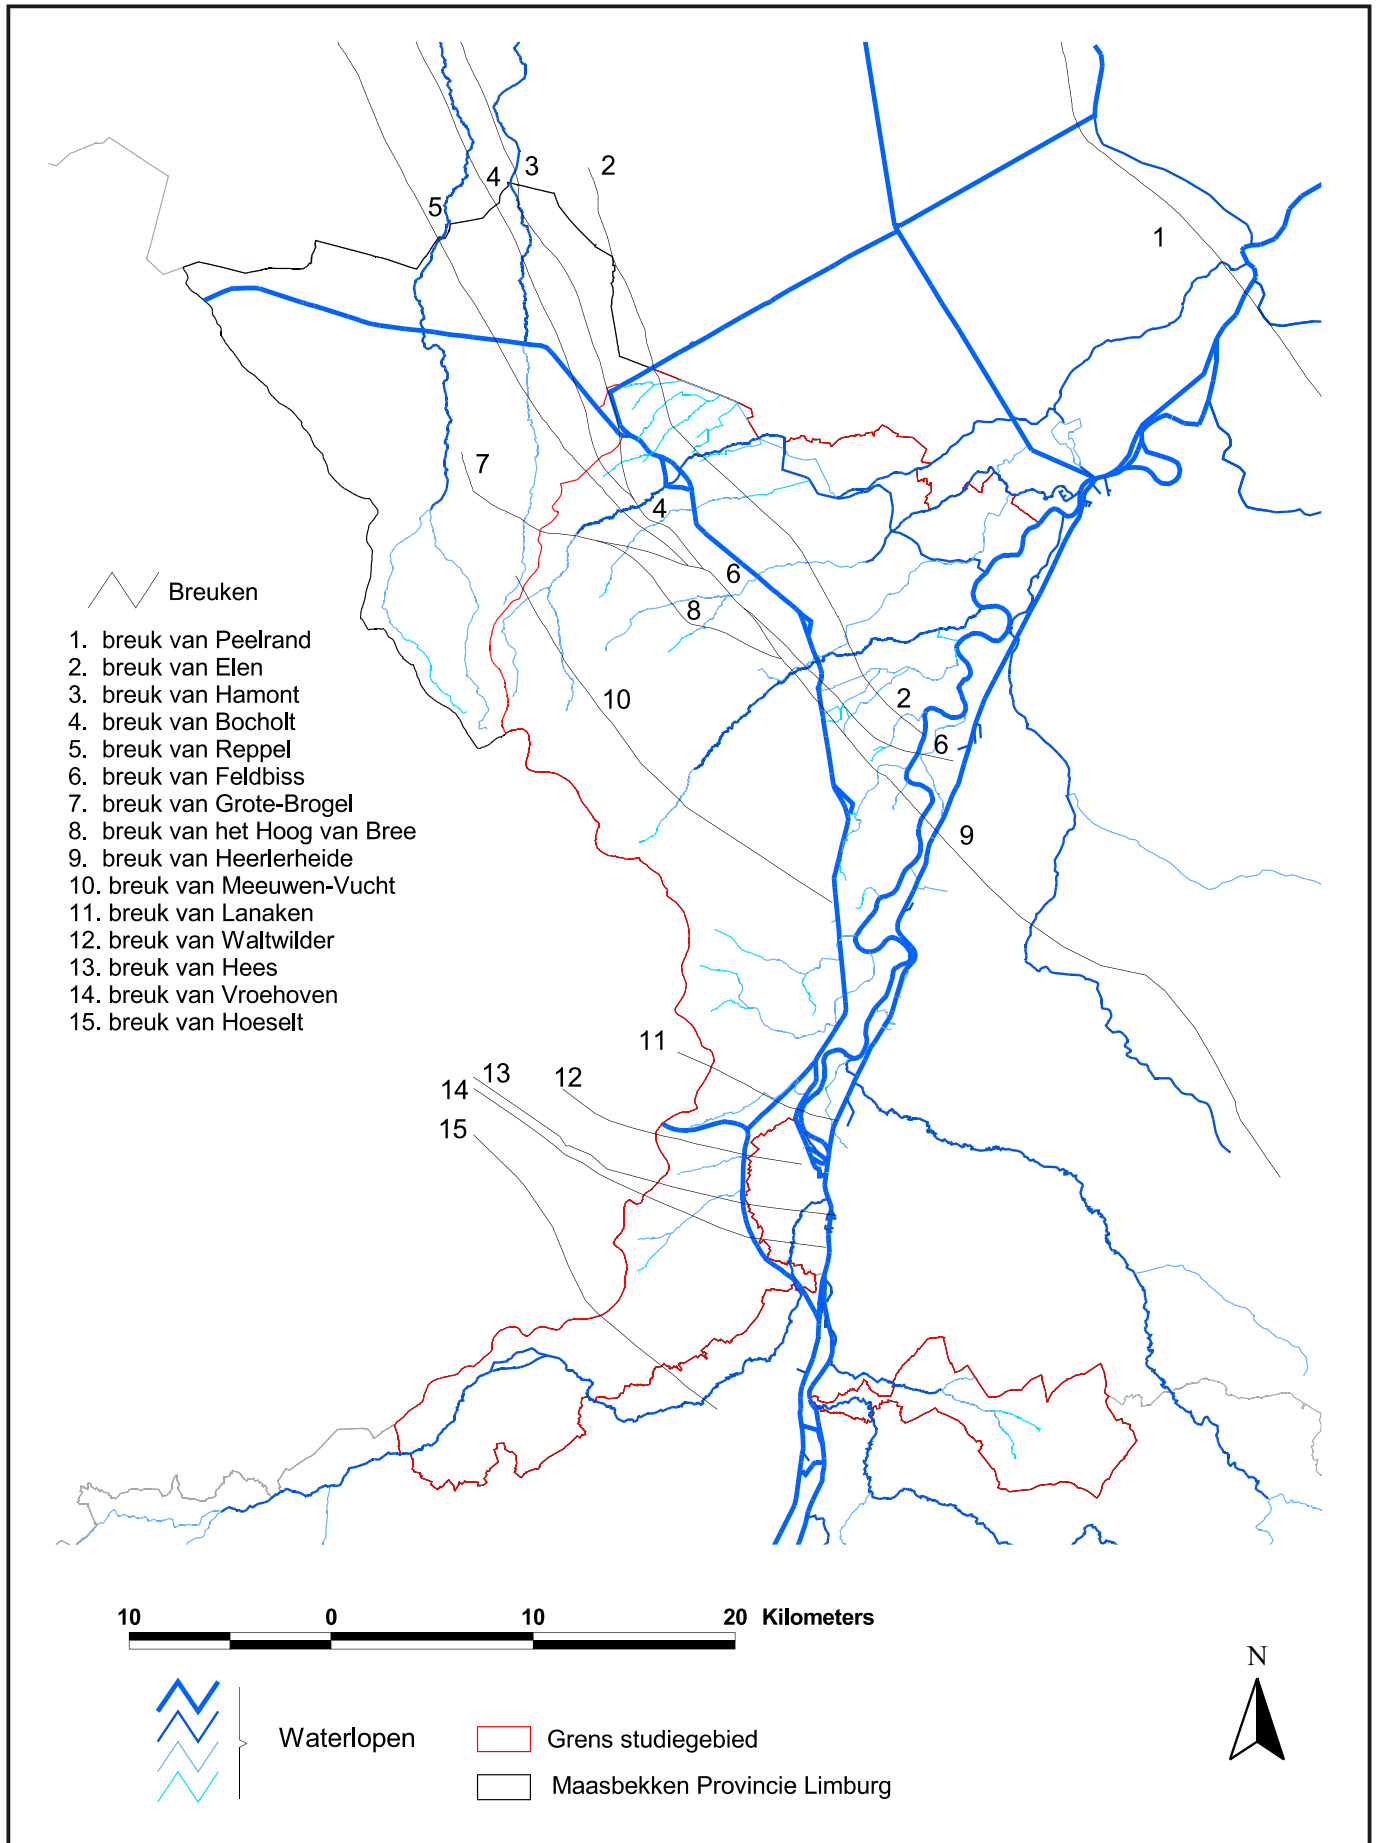 3
2
4
5
1
7
4
6
8
10
2
6
9
11
13
12
14
15
Breuken
1. breuk van Peelrand
2. breuk van Elen
3. breuk van Hamont
4. breuk van Bocholt
5. breuk van Reppel
6. breuk van Feldbiss
7. breuk van Grote-Brogel
8. breuk van het Hoog van Bree
9. breuk van Heerlerheide
10. breuk van Meeuwen-Vucht
11. breuk van Lanaken
12. breuk van Waltwilder
13. breuk van Hees
14. breuk van Vroehoven
15. breuk van Hoeselt
10 0 10 20 Kilometers
N
Waterlopen
Grens studiegebied
Maasbekken Provincie Limburg